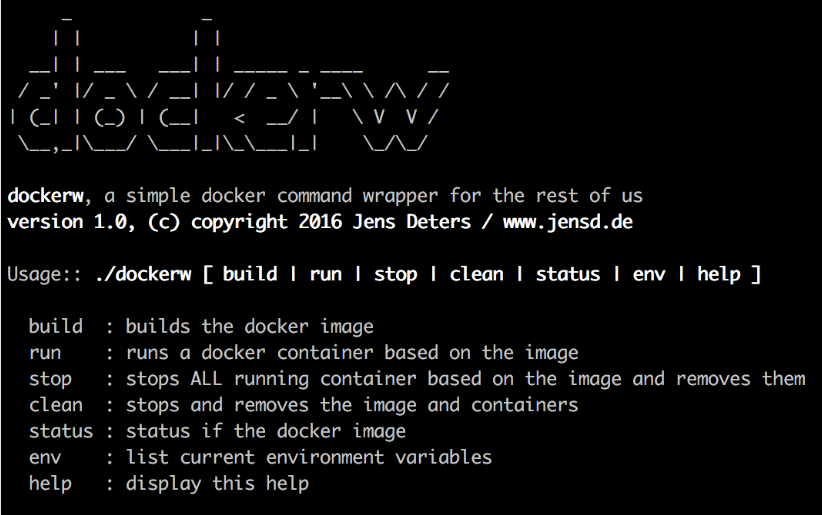 dockerw
dockerw, a simple docker command wrapper for the rest of us
version 1.0, (c) copyright 2016 Jens Deters / www.jensd.de
Usage:: ./dockerw [ build | run | stop | clean | status | env | help ]
build : builds the docker image
run : runs a docker container based on the image
stop : stops ALL running container based on the image and removes them
clean : stops and removes the image and containers
status : status if the docker image
env : list current environment variables
help : display this help